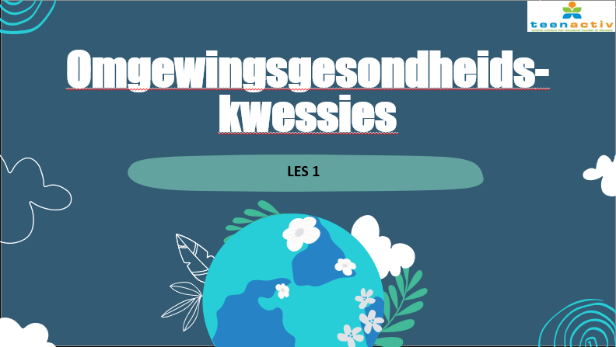 teenactiv
Omgewingsgesondheids-
kwessies
LES 1